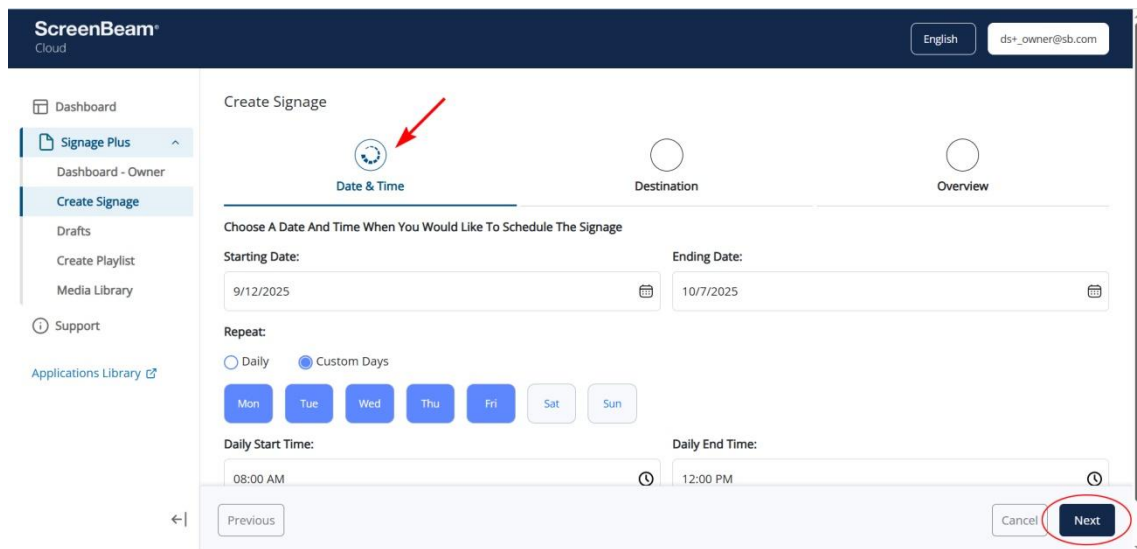 ScreenBeam®
Cloud
English
ds+_owner@sb.com
Dashboard
Signage Plus
Dashboard - Owner
Create Signage
Drafts
Create Playlist
Media Library
Support
Applications Library
Create Signage
Date & Time
Destination
Overview
Choose A Date And Time When You Would Like To Schedule The Signage
Starting Date:
Ending Date:
9/12/2025
10/7/2025
Repeat:
Daily
Custom Days
Mon
Tue
Wed
Thu
Fri
Sat
Sun
Daily Start Time:
Daily End Time:
08:00 AM
12:00 PM
Previous
Cancel
Next